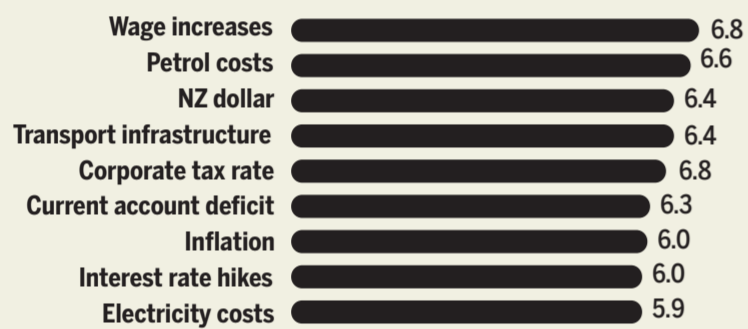 Wage increases 6.8
Petrol costs 6.6
NZ dollar 6.4
Transport infrastructure 6.4
Corporate tax rate 6.8
Current account deficit 6.3
Inflation 6.0
Interest rate hikes 6.0
Electricity costs 5.9